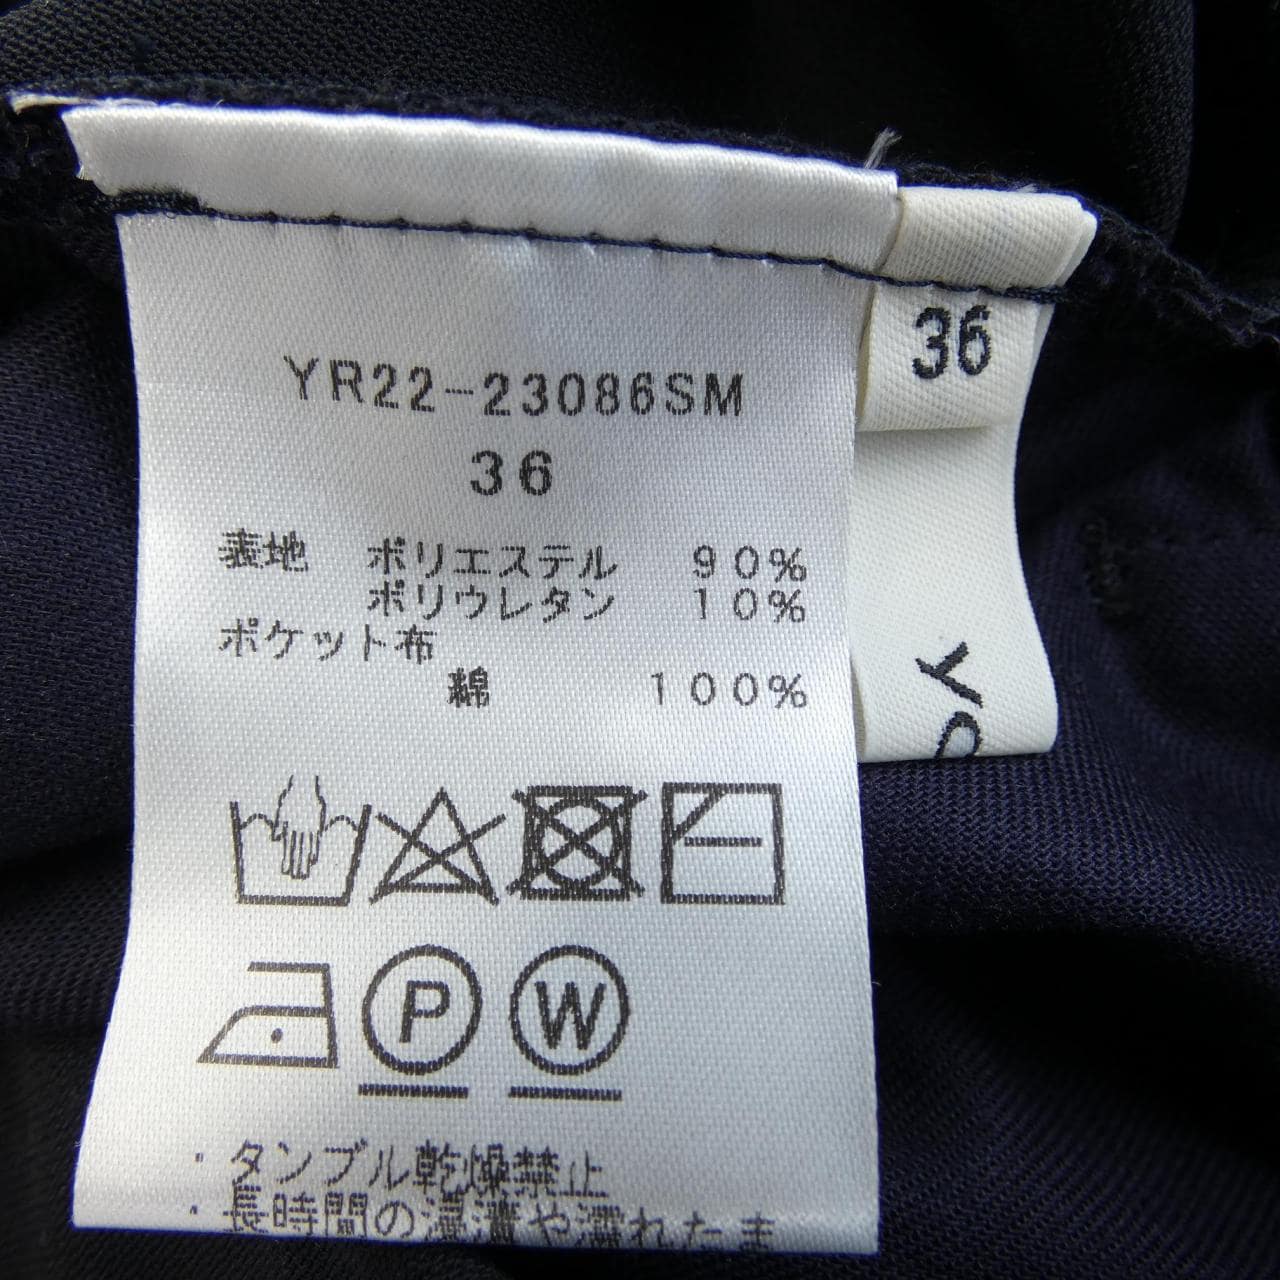 YR22-23086SM
36
表地 ポリエステル 90%
ポリウレタン 10%
ポケット布
綿 100%
P W
・タンブル乾燥禁止
・長時間の浸漬や濡れたま
36
YO